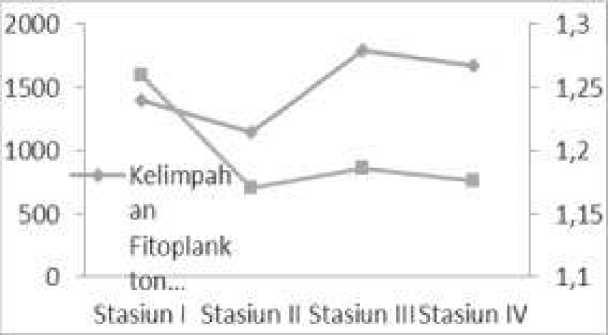 2000
1500
1000
500
0
1,3
1,25
1,2
1,15
1,1
Kelimpah
an
Fitoplank
ton...
Stasiun I Stasiun II Stasiun III Stasiun IV